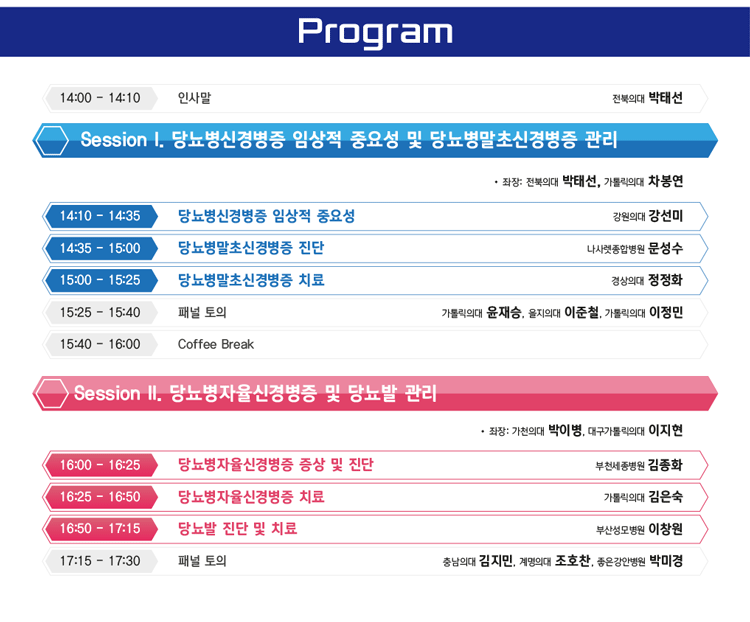 Program
14:00 - 14:10 인사말 전북의대 박태선
Session I. 당뇨병신경병증 임상적 중요성 및 당뇨병말초신경병증 관리
• 좌장: 전북의대 박태선, 가톨릭의대 차봉연
14:10 - 14:35 당뇨병신경병증 임상적 중요성 강원의대 강선미
14:35 - 15:00 당뇨병말초신경병증 진단 나사렛종합병원 문성수
15:00 - 15:25 당뇨병말초신경병증 치료 경상의대 정정화
15:25 - 15:40 패널 토의 가톨릭의대 윤재승, 을지의대 이준철, 가톨릭의대 이정민
15:40 - 16:00 Coffee Break
Session II. 당뇨병자율신경병증 및 당뇨발 관리
• 좌장: 가천의대 박이병, 대구가톨릭의대 이지현
16:00 - 16:25 당뇨병자율신경병증 증상 및 진단 부천세종병원 김종화
16:25 - 16:50 당뇨병자율신경병증 치료 가톨릭의대 김은숙
16:50 - 17:15 당뇨발 진단 및 치료 부산성모병원 이창원
17:15 - 17:30 패널 토의 충남의대 김지민, 계명의대 조호찬, 좋은강안병원 박미경